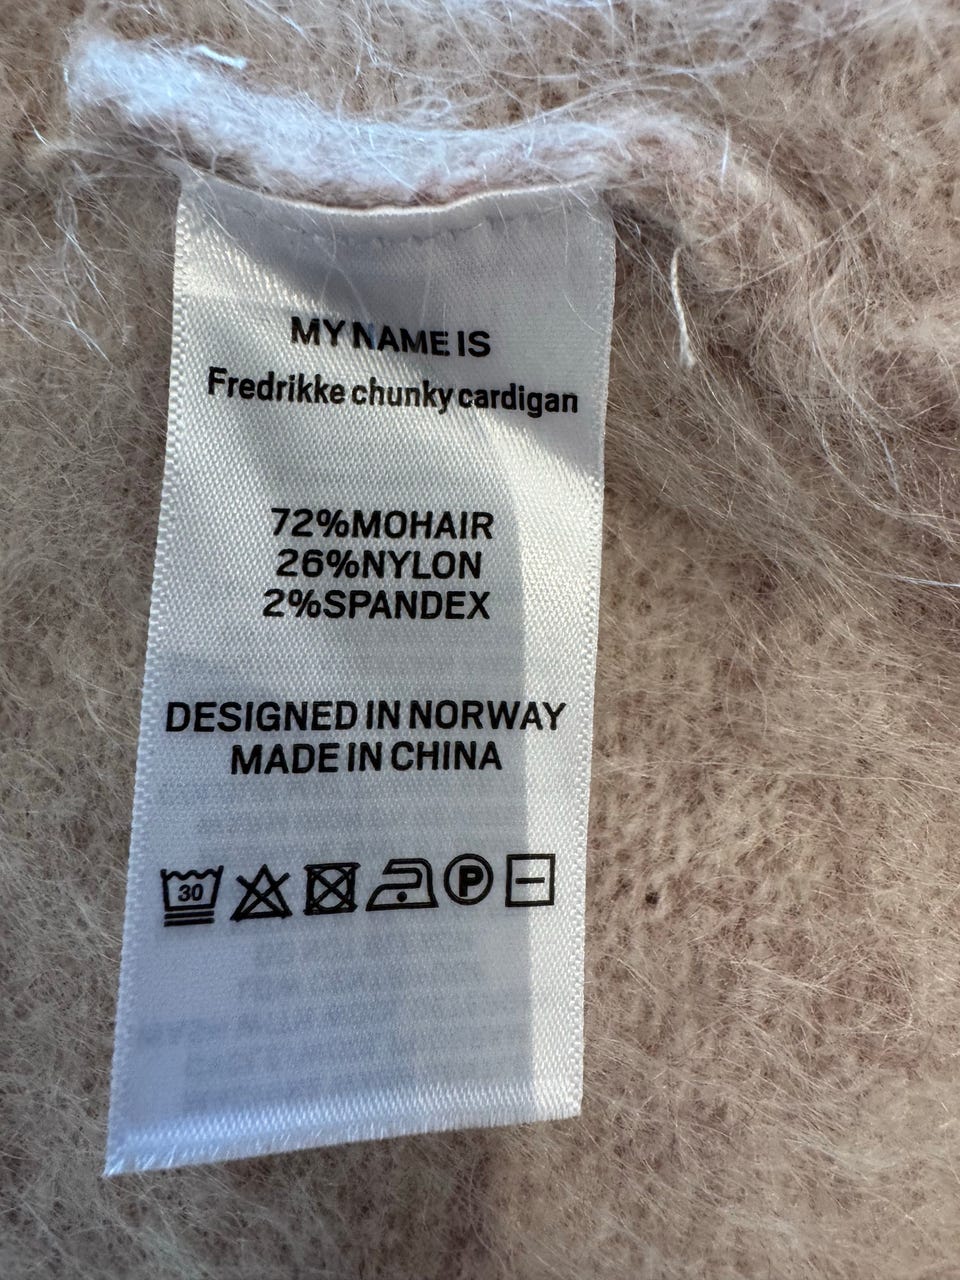 MY NAME IS
Fredrikke chunky cardigan
72%MOHAIR
26%NYLON
2%SPANDEX
DESIGNED IN NORWAY
MADE IN CHINA
30 P